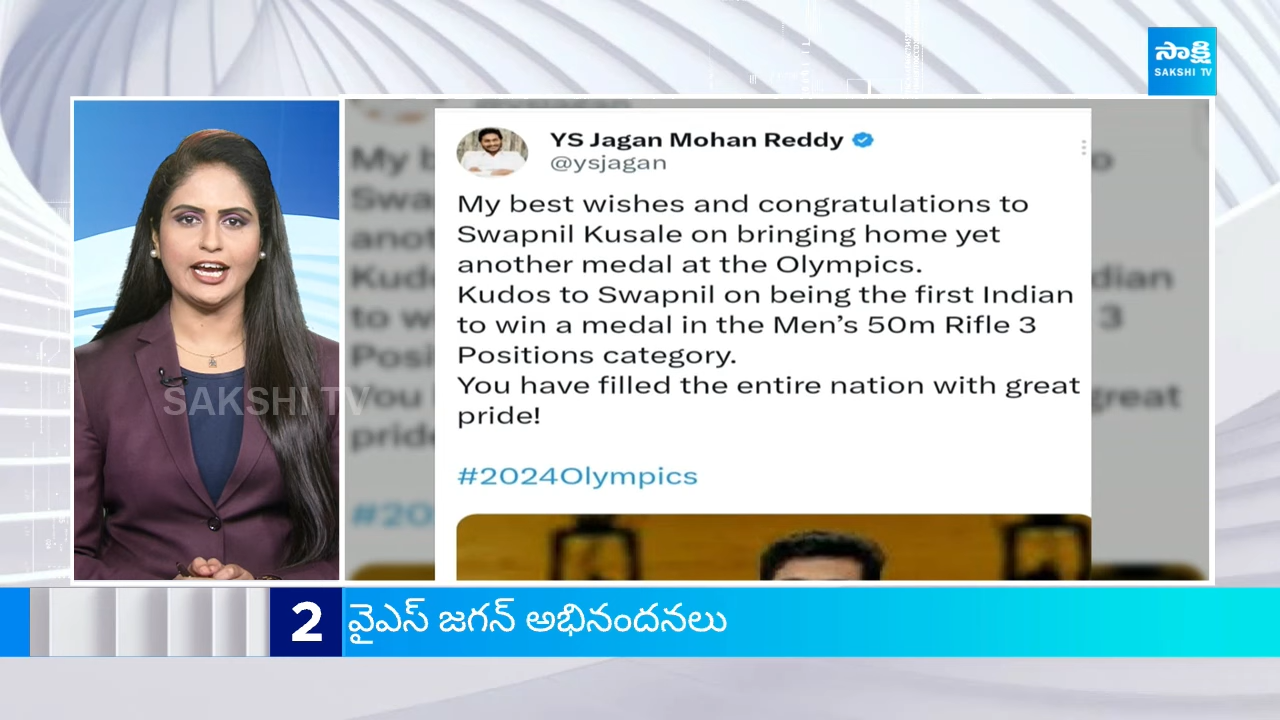 సాక్షి
SAKSHI TV
YS Jagan Mohan Reddy
@ysjagan
My best wishes and congratulations to
Swapnil Kusale on bringing home yet
another medal at the Olympics.
Kudos to Swapnil on being the first Indian
to win a medal in the Men’s 50m Rifle 3
Positions category.
You have filled the entire nation with great
pride!
#2024Olympics
SAKSHI TV
2 వైఎస్ జగన్ అభినందనలు